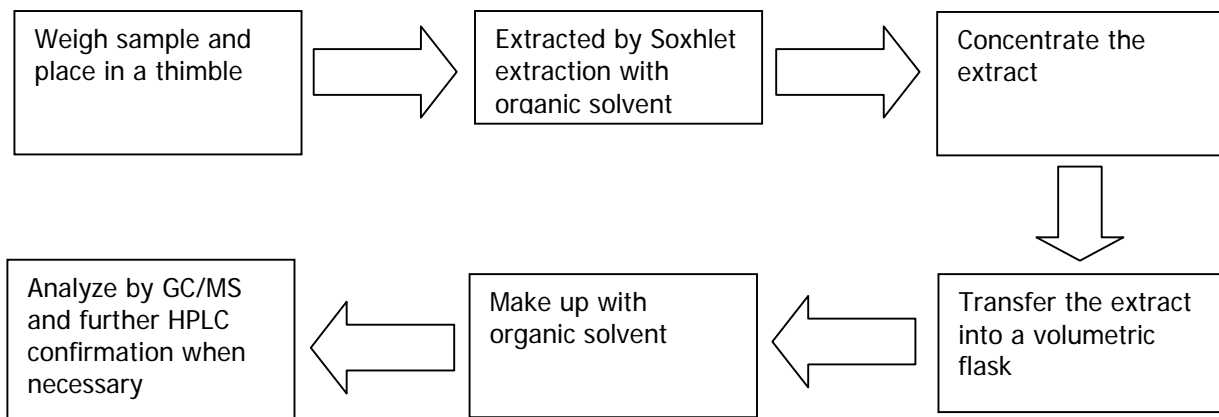 Weigh sample and
place in a thimble
Extracted by Soxhlet
extraction with
organic solvent
Concentrate the
extract
Transfer the extract
into a volumetric
flask
Make up with
organic solvent
Analyze by GC/MS
and further HPLC
confirmation when
necessary